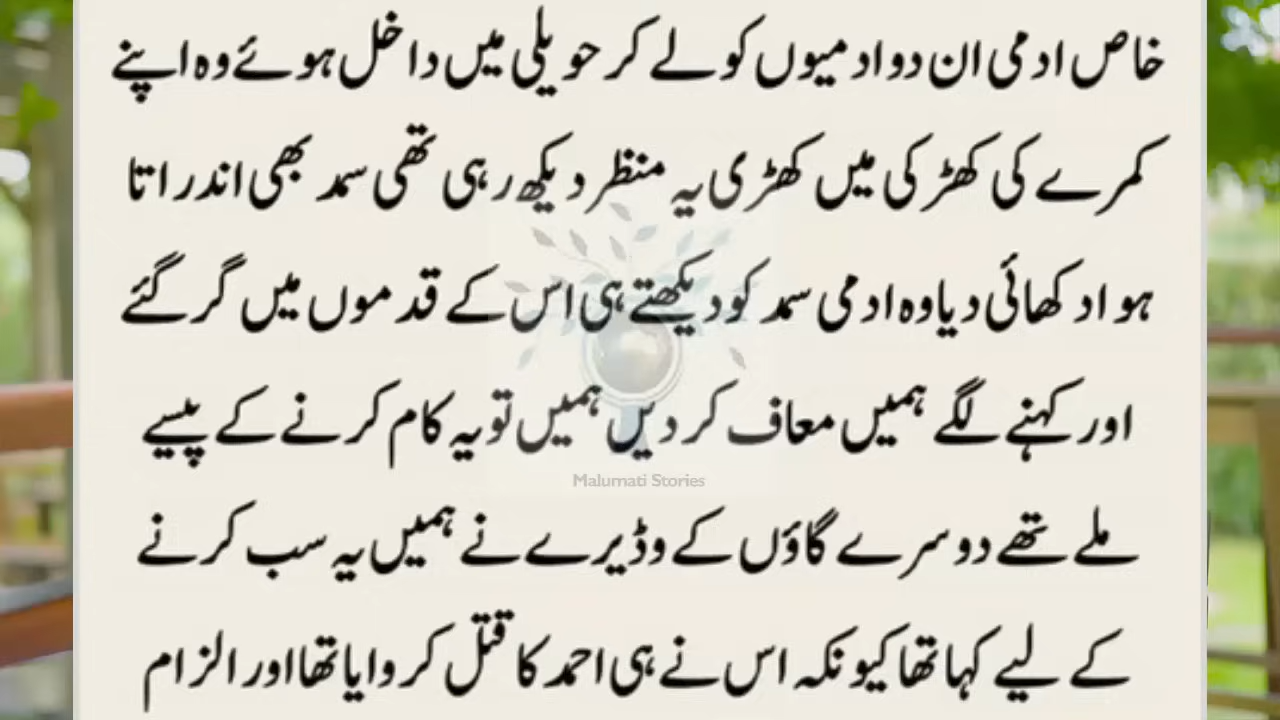 خاص ادمی ان دو ادمیوں کو لے کر حویلی میں داخل ہوئے وہ اپنے
کمرے کی کھڑکی میں کھڑی یہ منظر دیکھ رہی تھی سمد بھی اندر اتا
ہوا دکھائی دیا وہ ادمی سمد کو دیکھتے ہی اس کے قدموں میں گر گئے
اور کہنے لگے ہمیں معاف کر دیں ہمیں تو یہ کام کرنے کے پیسے
Malumati Stories
ملے تھے دوسرے گاؤں کے وڈیرے نے ہمیں یہ سب کرنے
کے لیے کہا تھا کیونکہ اس نے ہی احمد کا قتل کروایا تھا اور الزام